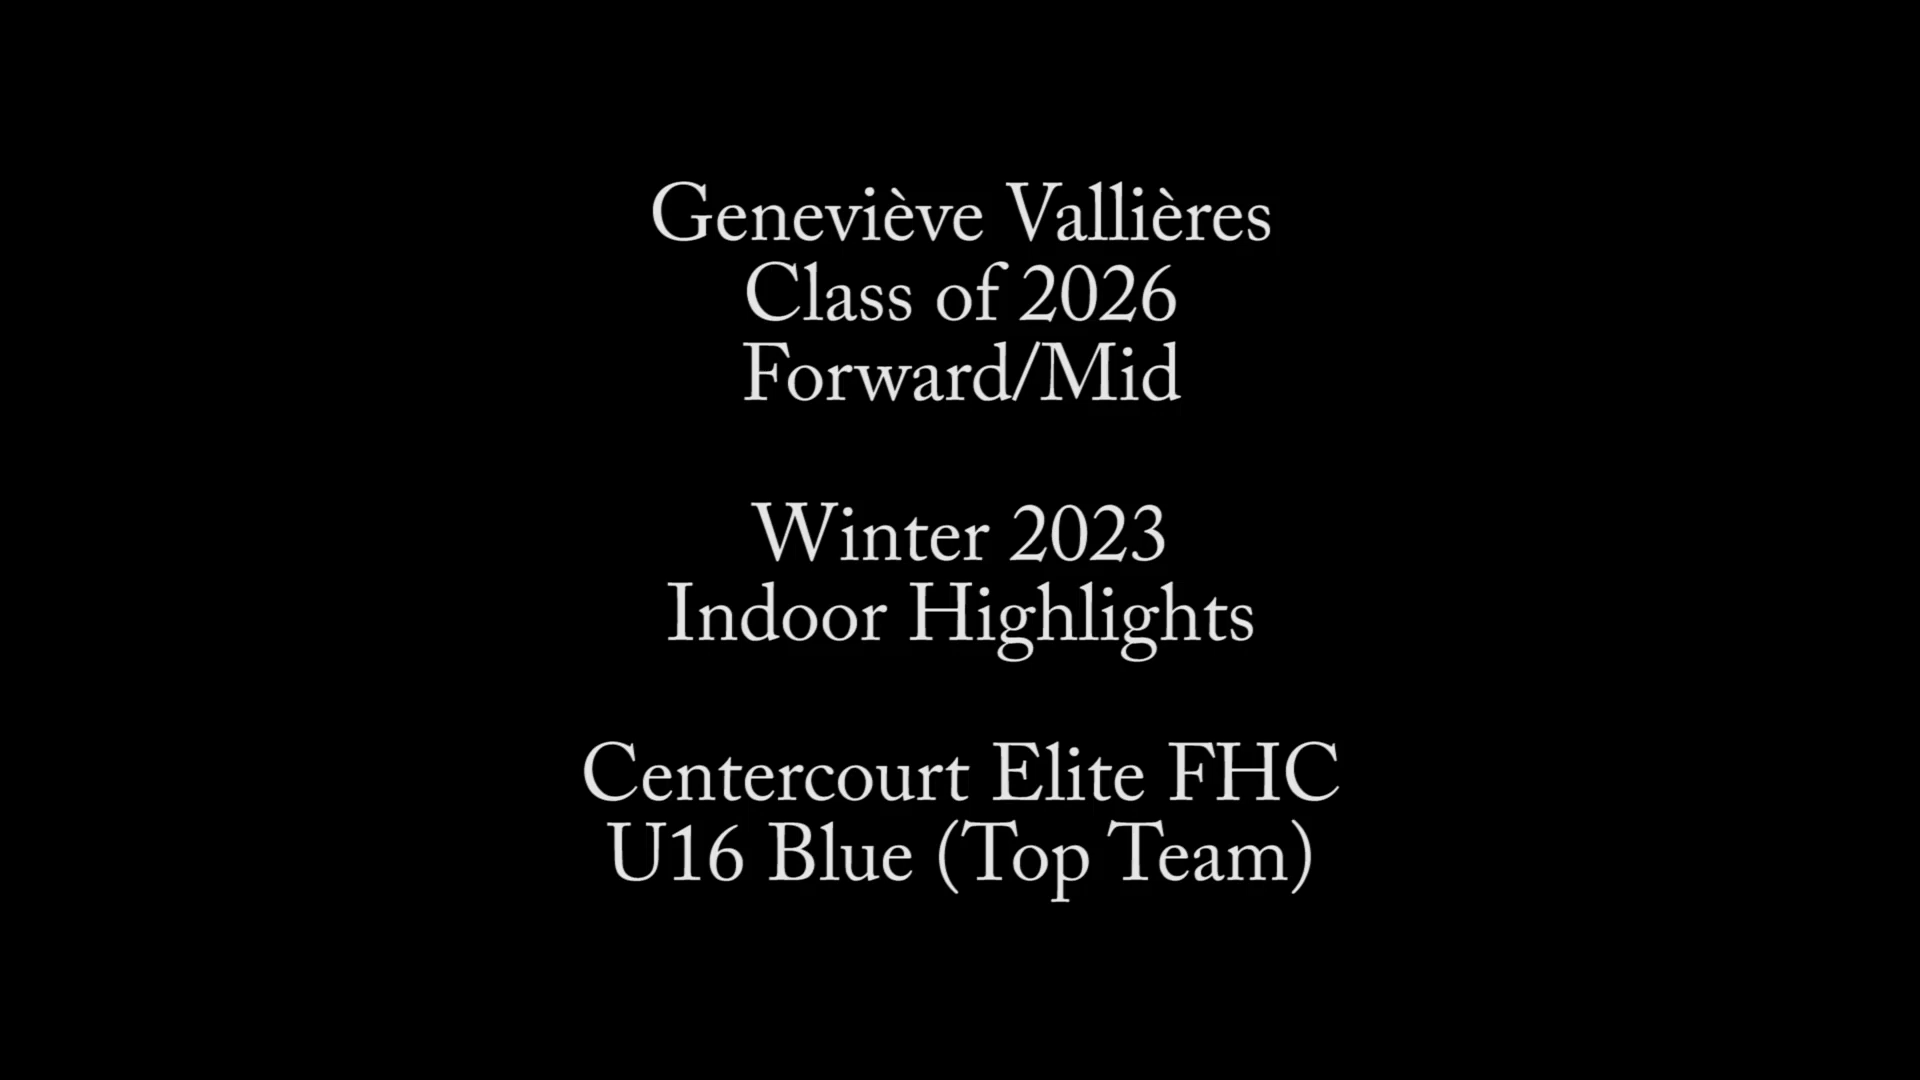 Geneviève Vallières
Class of 2026
Forward/Mid
Winter 2023
Indoor Highlights
Centercourt Elite FHC
U16 Blue (Top Team)